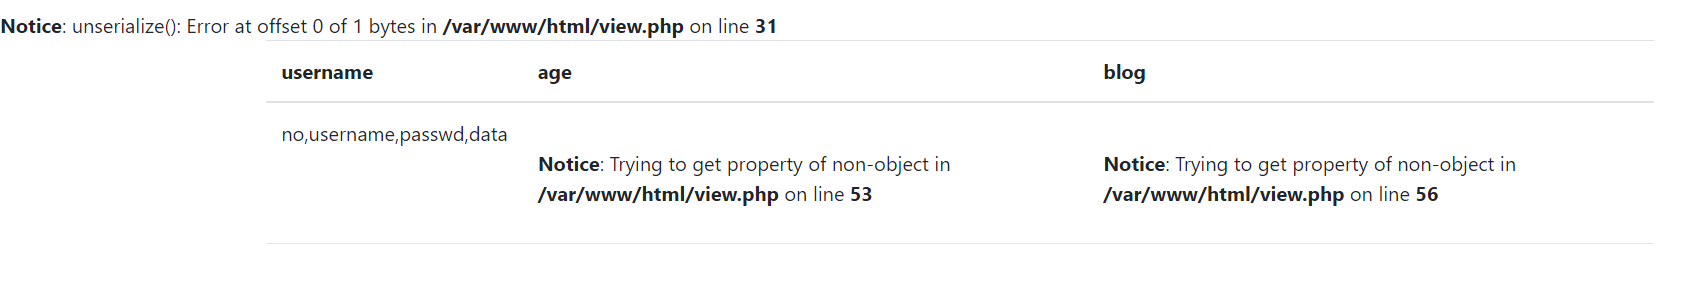 Notice: unserialize(): Error at offset 0 of 1 bytes in /var/www/html/view.php on line 31
username age blog
no,username,passwd,data
Notice: Trying to get property of non-object in
/var/www/html/view.php on line 53
Notice: Trying to get property of non-object in
/var/www/html/view.php on line 56